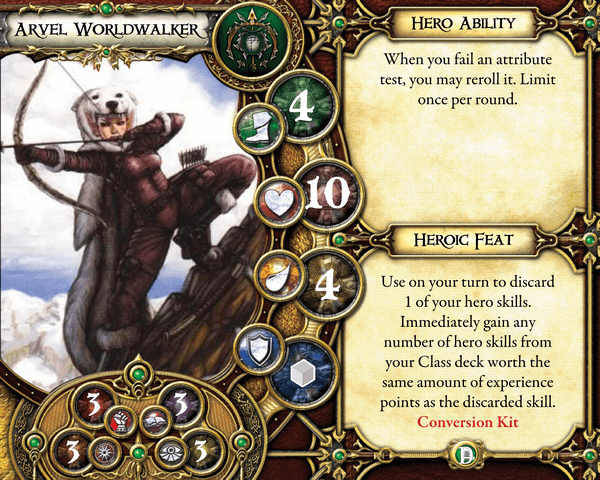 Arvel Worldwalker
4
10
4
3
3
3
3
Hero Ability
When you fail an attribute
test, you may reroll it. Limit
once per round.
Heroic Feat
Use on your turn to discard
1 of your hero skills.
Immediately gain any
number of hero skills from
your Class deck worth the
same amount of experience
points as the discarded skill.
Conversion Kit
D